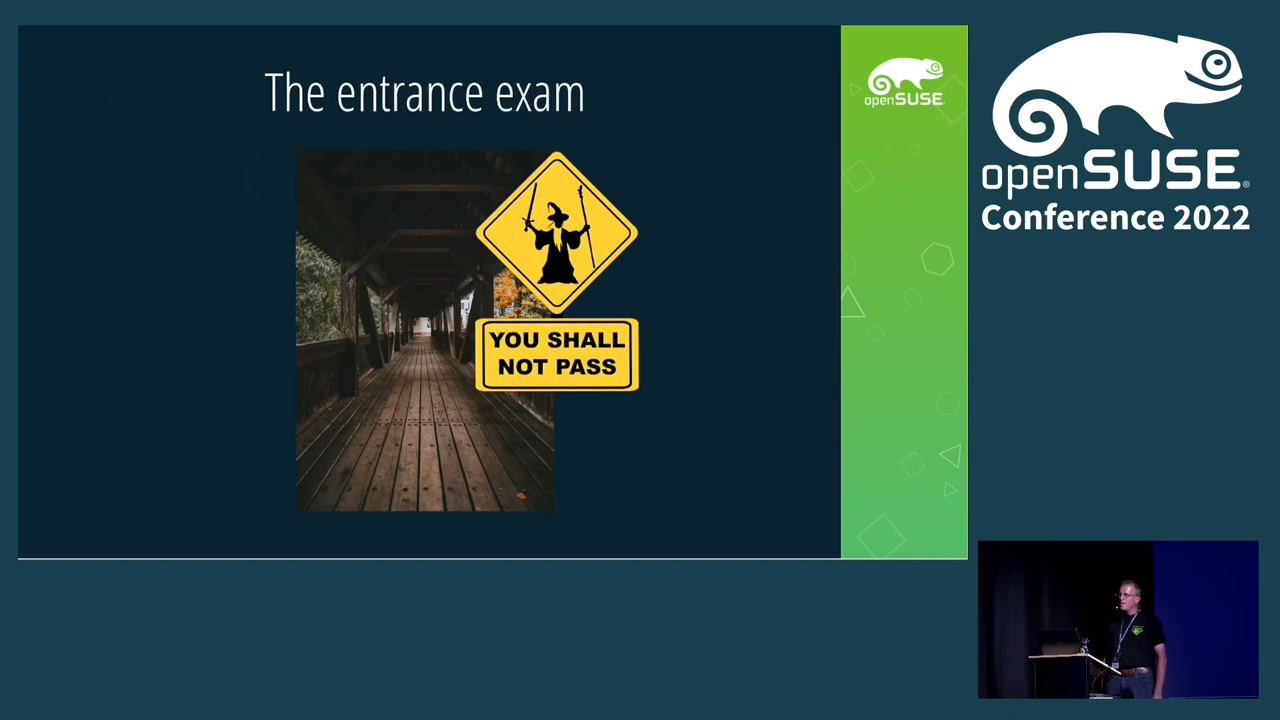 The entrance exam
YOU SHALL
NOT PASS
openSUSE
openSUSE®
Conference 2022